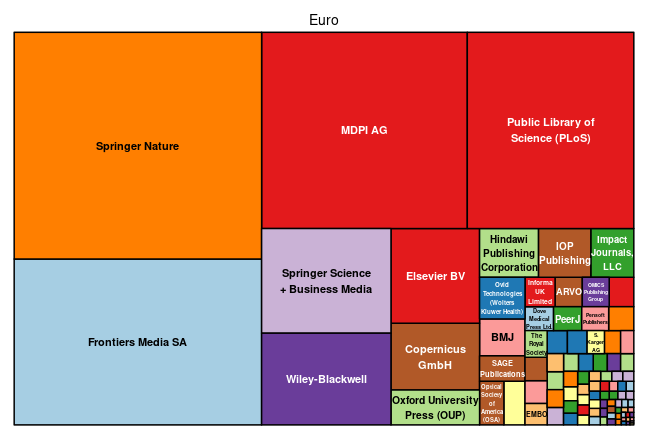 Euro
Springer Nature
MDPI AG
Public Library of
Science (PLoS)
Frontiers Media SA
Springer Science
+ Business Media
Wiley-Blackwell
Elsevier BV
Copernicus
GmbH
Oxford University
Press (OUP)
Hindawi
Publishing
Corporation
IOP
Publishing
Impact
Journals,
LLC
Ovid
Technologies
(Wolters
Kluwer Health)
Informa
UK
Limited
ARVO
OMICS
Publishing
Group
Dove
Medical
Press Ltd.
PeerJ
Pensoft
Publishers
BMJ
The
Royal
Society
S.
Karger
AG
SAGE
Publications
Optical
Society
of
America
(OSA)
EMBO